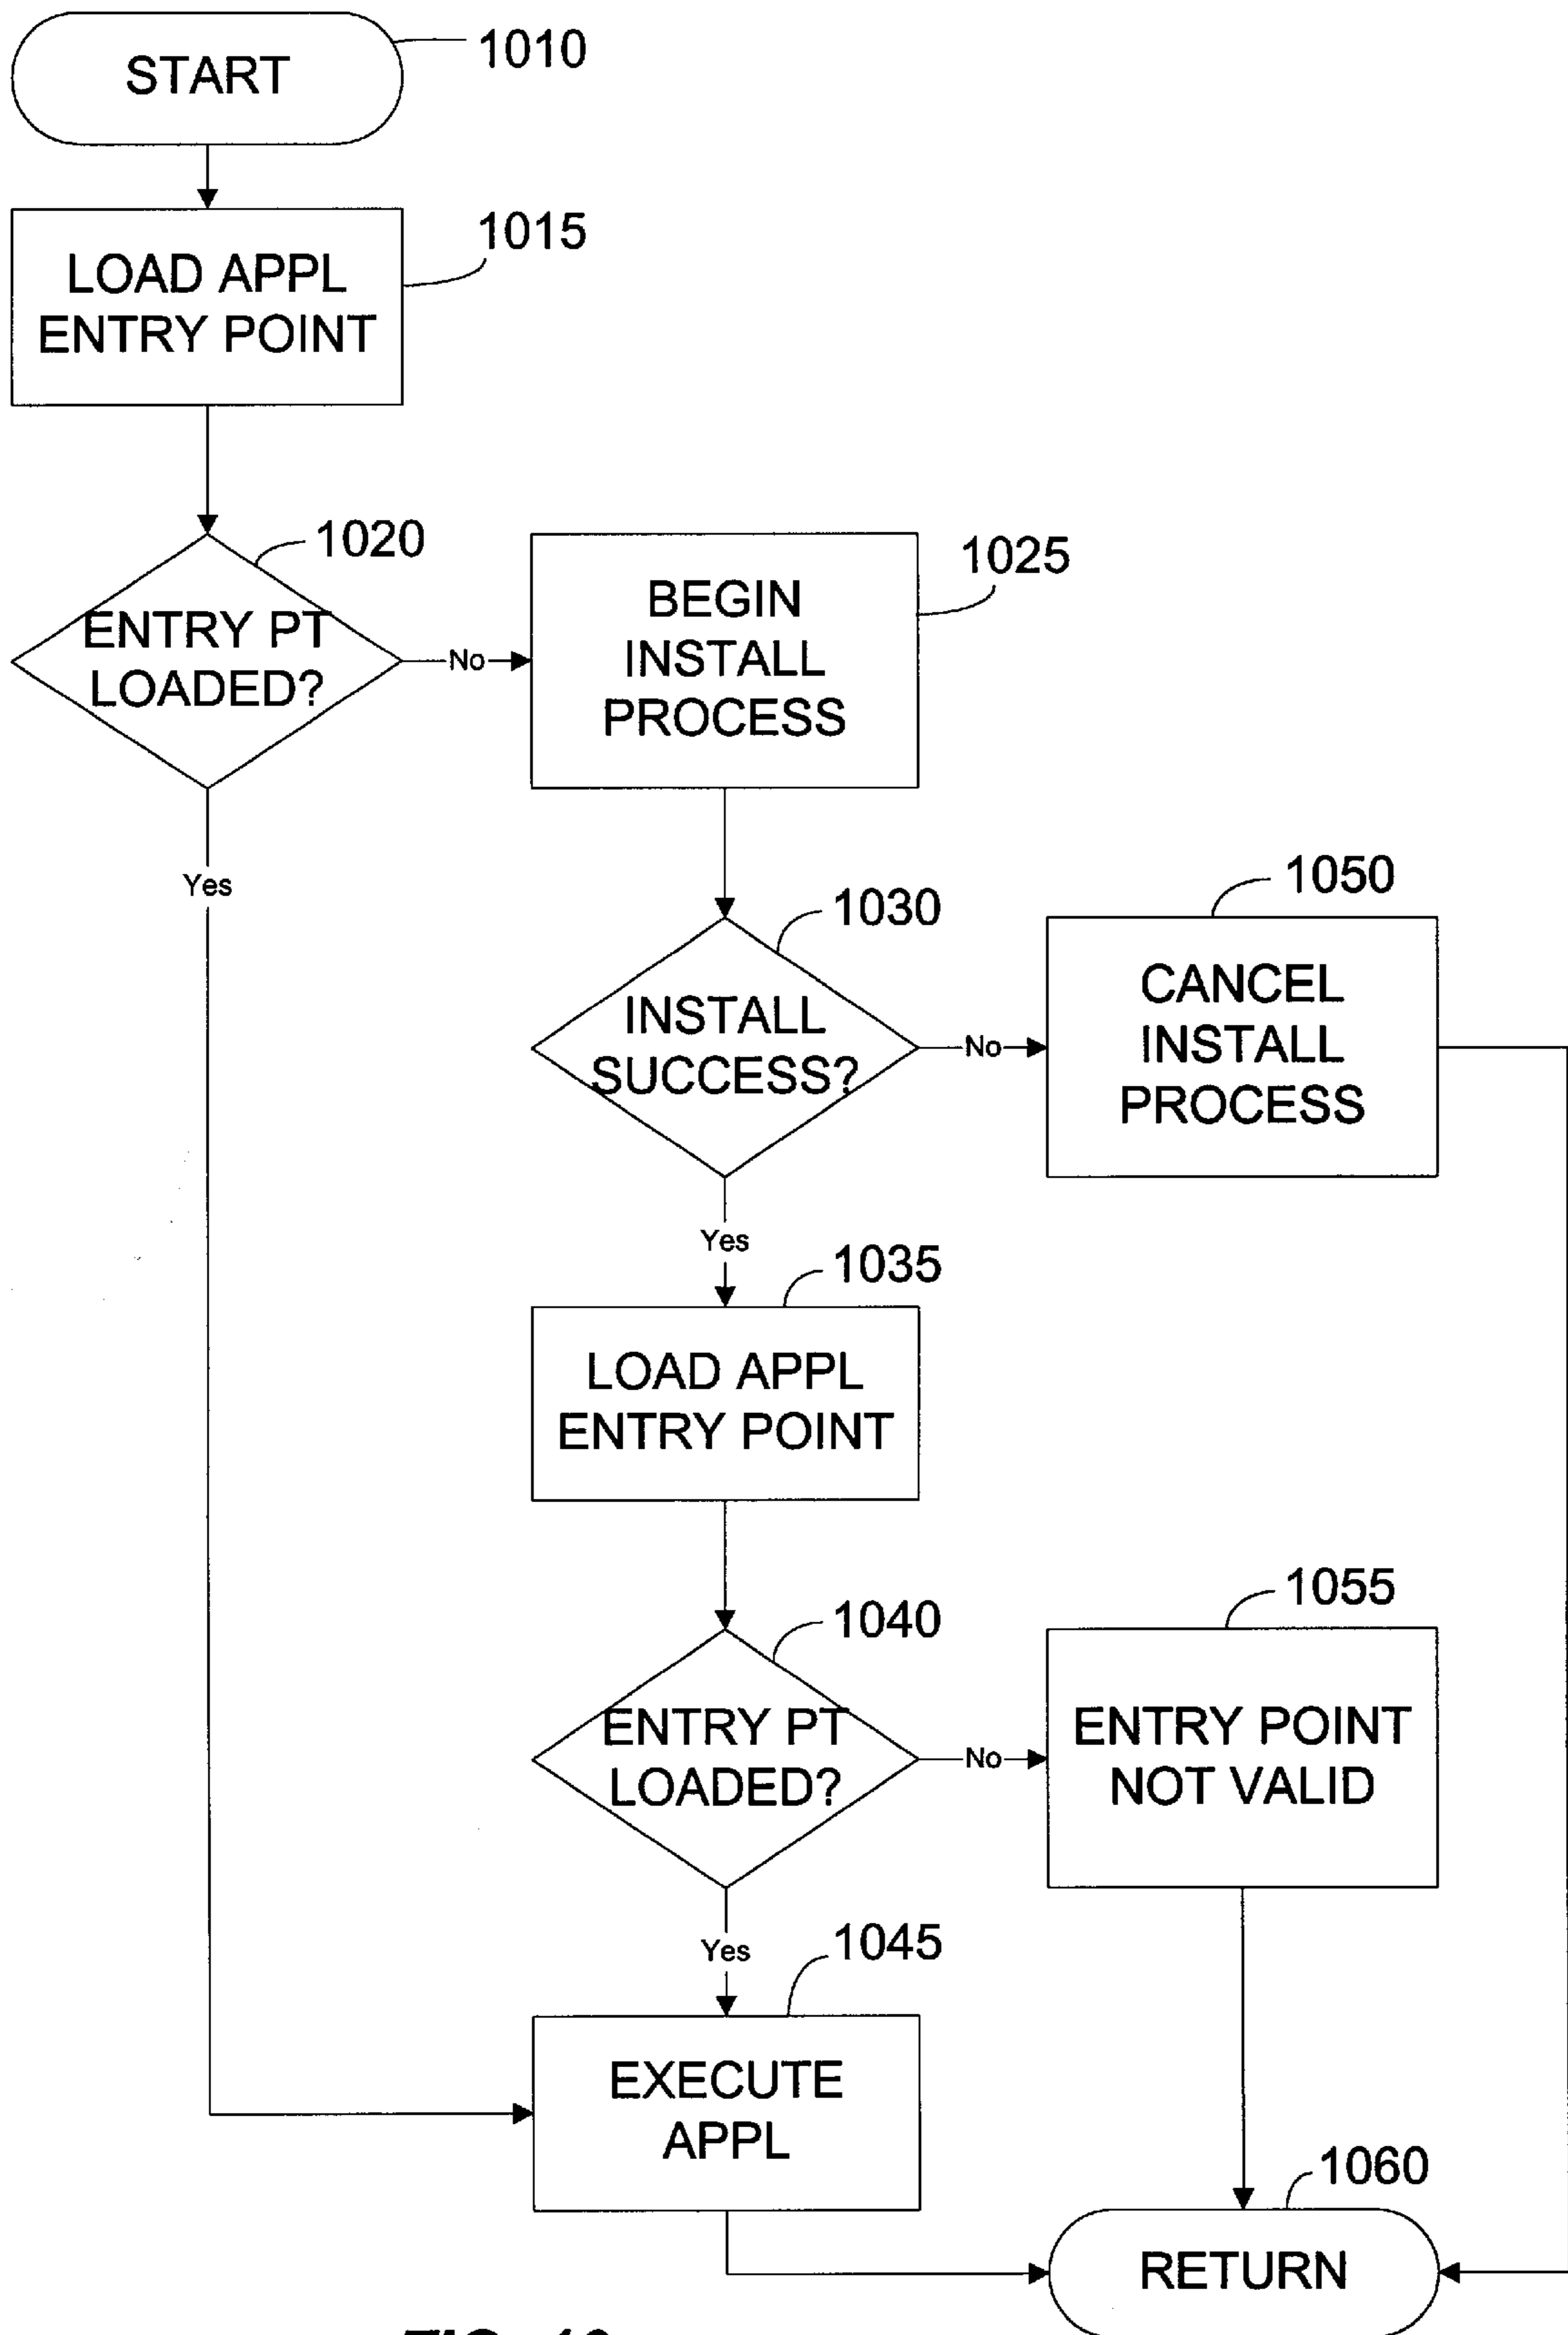 START
1010
LOAD APPL
ENTRY POINT
1015
ENTRY PT
LOADED?
1020
No
Yes
BEGIN
INSTALL
PROCESS
1025
INSTALL
SUCCESS?
1030
No
Yes
CANCEL
INSTALL
PROCESS
1050
LOAD APPL
ENTRY POINT
1035
ENTRY PT
LOADED?
1040
No
Yes
ENTRY POINT
NOT VALID
1055
EXECUTE
APPL
1045
RETURN
1060